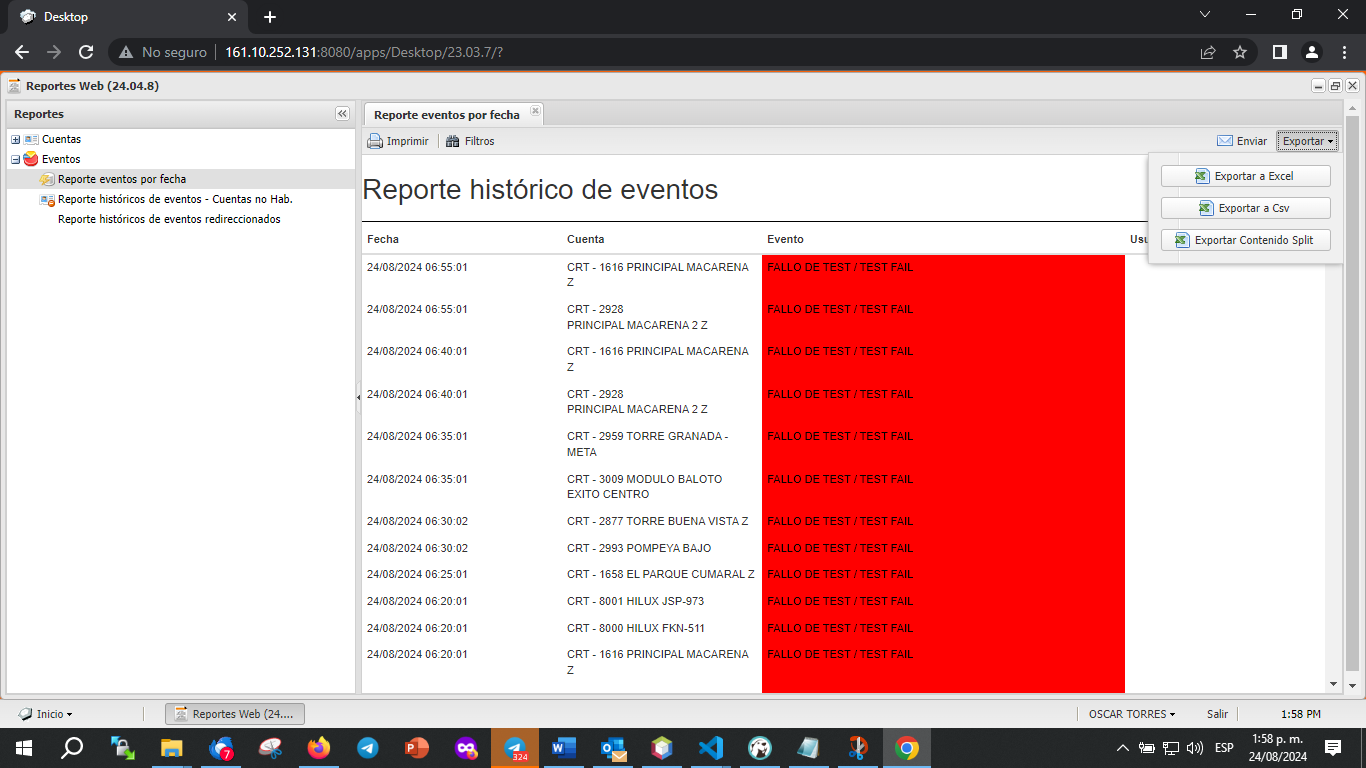 Desktop
No seguro
161.10.252.131:8080/apps/Desktop/23.03.7/?
Reportes Web (24.04.8)
Reportes
Cuentas
Eventos
Reporte eventos por fecha
Reporte históricos de eventos - Cuentas no Hab.
Reporte históricos de eventos redireccionados
Reporte eventos por fecha
Imprimir
Filtros
Enviar
Exportar
Exportar a Excel
Exportar a Csv
Exportar Contenido Split
Reporte histórico de eventos
Fecha Cuenta Evento
24/08/2024 06:55:01 CRT - 1616 PRINCIPAL MACARENA FALLO DE TEST / TEST FAIL
Z
24/08/2024 06:55:01 CRT - 2928 FALLO DE TEST / TEST FAIL
PRINCIPAL MACARENA 2 Z
24/08/2024 06:40:01 CRT - 1616 PRINCIPAL MACARENA FALLO DE TEST / TEST FAIL
Z
24/08/2024 06:40:01 CRT - 2928 FALLO DE TEST / TEST FAIL
PRINCIPAL MACARENA 2 Z
24/08/2024 06:35:01 CRT - 2959 TORRE GRANADA - FALLO DE TEST / TEST FAIL
META
24/08/2024 06:35:01 CRT - 3009 MODULO BALOTO FALLO DE TEST / TEST FAIL
EXITO CENTRO
24/08/2024 06:30:02 CRT - 2877 TORRE BUENA VISTA Z FALLO DE TEST / TEST FAIL
24/08/2024 06:30:02 CRT - 2993 POMPEYA BAJO FALLO DE TEST / TEST FAIL
24/08/2024 06:25:01 CRT - 1658 EL PARQUE CUMARAL Z FALLO DE TEST / TEST FAIL
24/08/2024 06:20:01 CRT - 8001 HILUX JSP-973 FALLO DE TEST / TEST FAIL
24/08/2024 06:20:01 CRT - 8000 HILUX FKN-511 FALLO DE TEST / TEST FAIL
24/08/2024 06:20:01 CRT - 1616 PRINCIPAL MACARENA FALLO DE TEST / TEST FAIL
Z
Inicio
Reportes Web (24....
OSCAR TORRES
Salir
1:58 PM
7
324
ESP
1:58 p. m.
24/08/2024